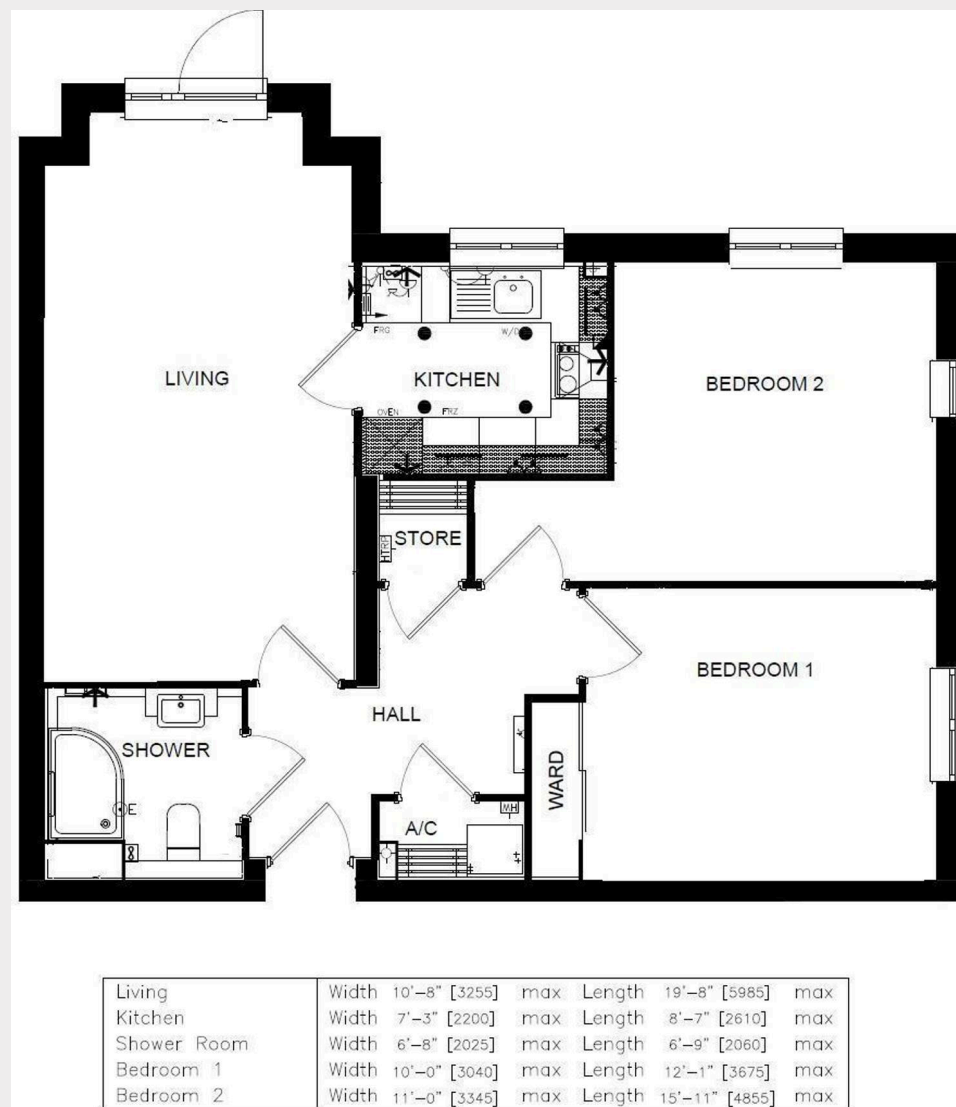 FRG
W/D
LIVING
KITCHEN
BEDROOM 2
OVEN
FRZ
STORE
HTRP
BEDROOM 1
HALL
SHOWER
WARD
E
HW
A/C
Living Width 10'-8" [3255] max Length 19'-8" [5985] max
Kitchen Width 7'-3" [2200] max Length 8'-7" [2610] max
Shower Room Width 6'-8" [2025] max Length 6'-9" [2060] max
Bedroom 1 Width 10'-0" [3040] max Length 12'-1" [3675] max
Bedroom 2 Width 11'-0" [3345] max Length 15'-11" [4855] max